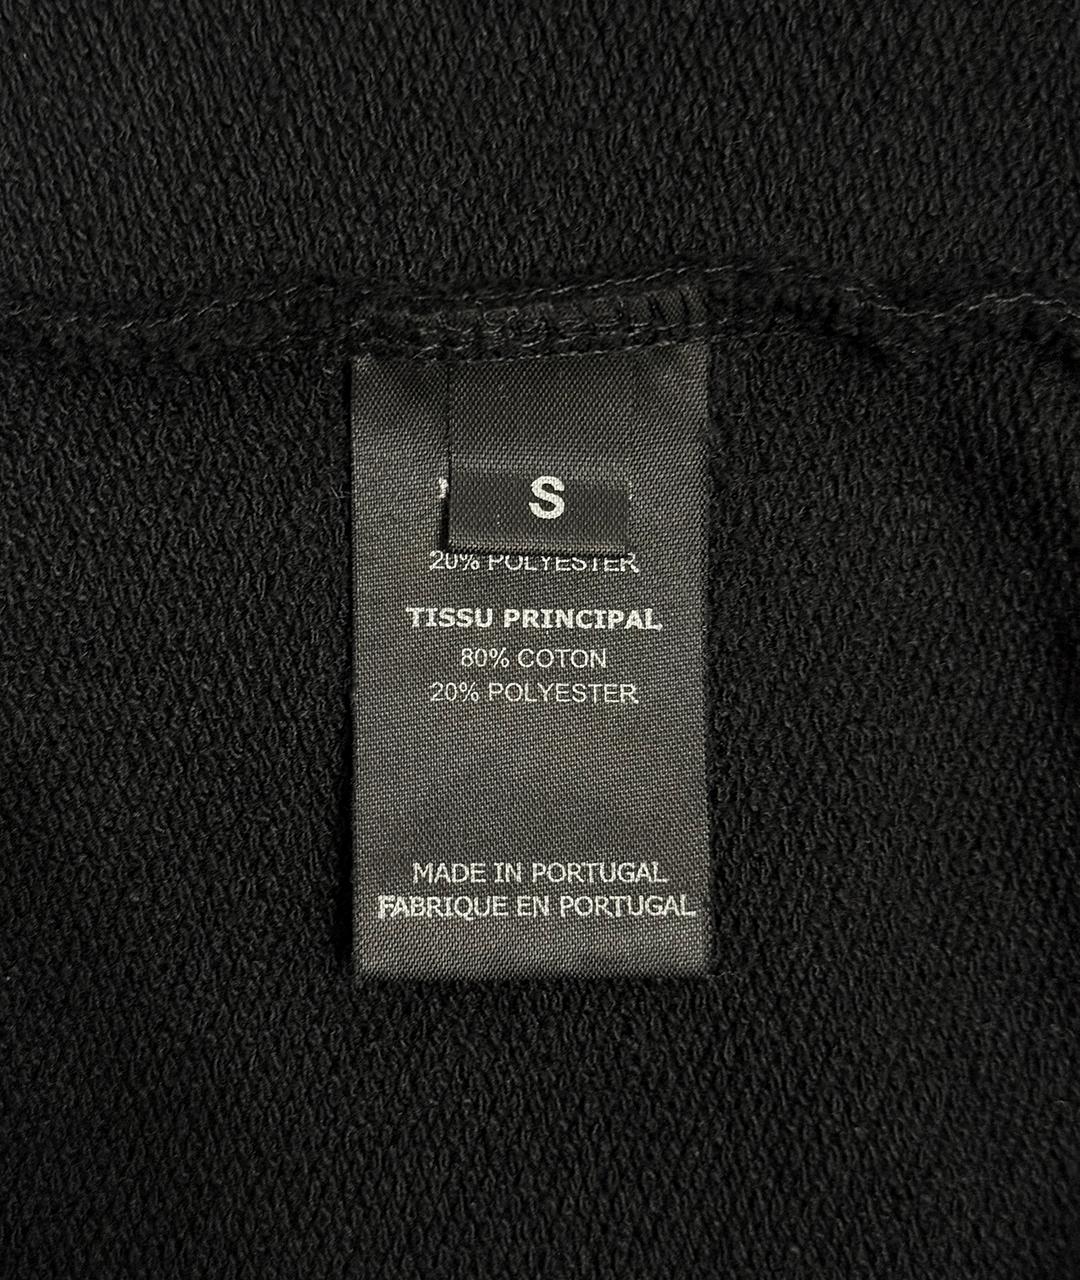 S
20% POLYESTER
TISSU PRINCIPAL
80% COTON
20% POLYESTER
MADE IN PORTUGAL
FABRIQUE EN PORTUGAL